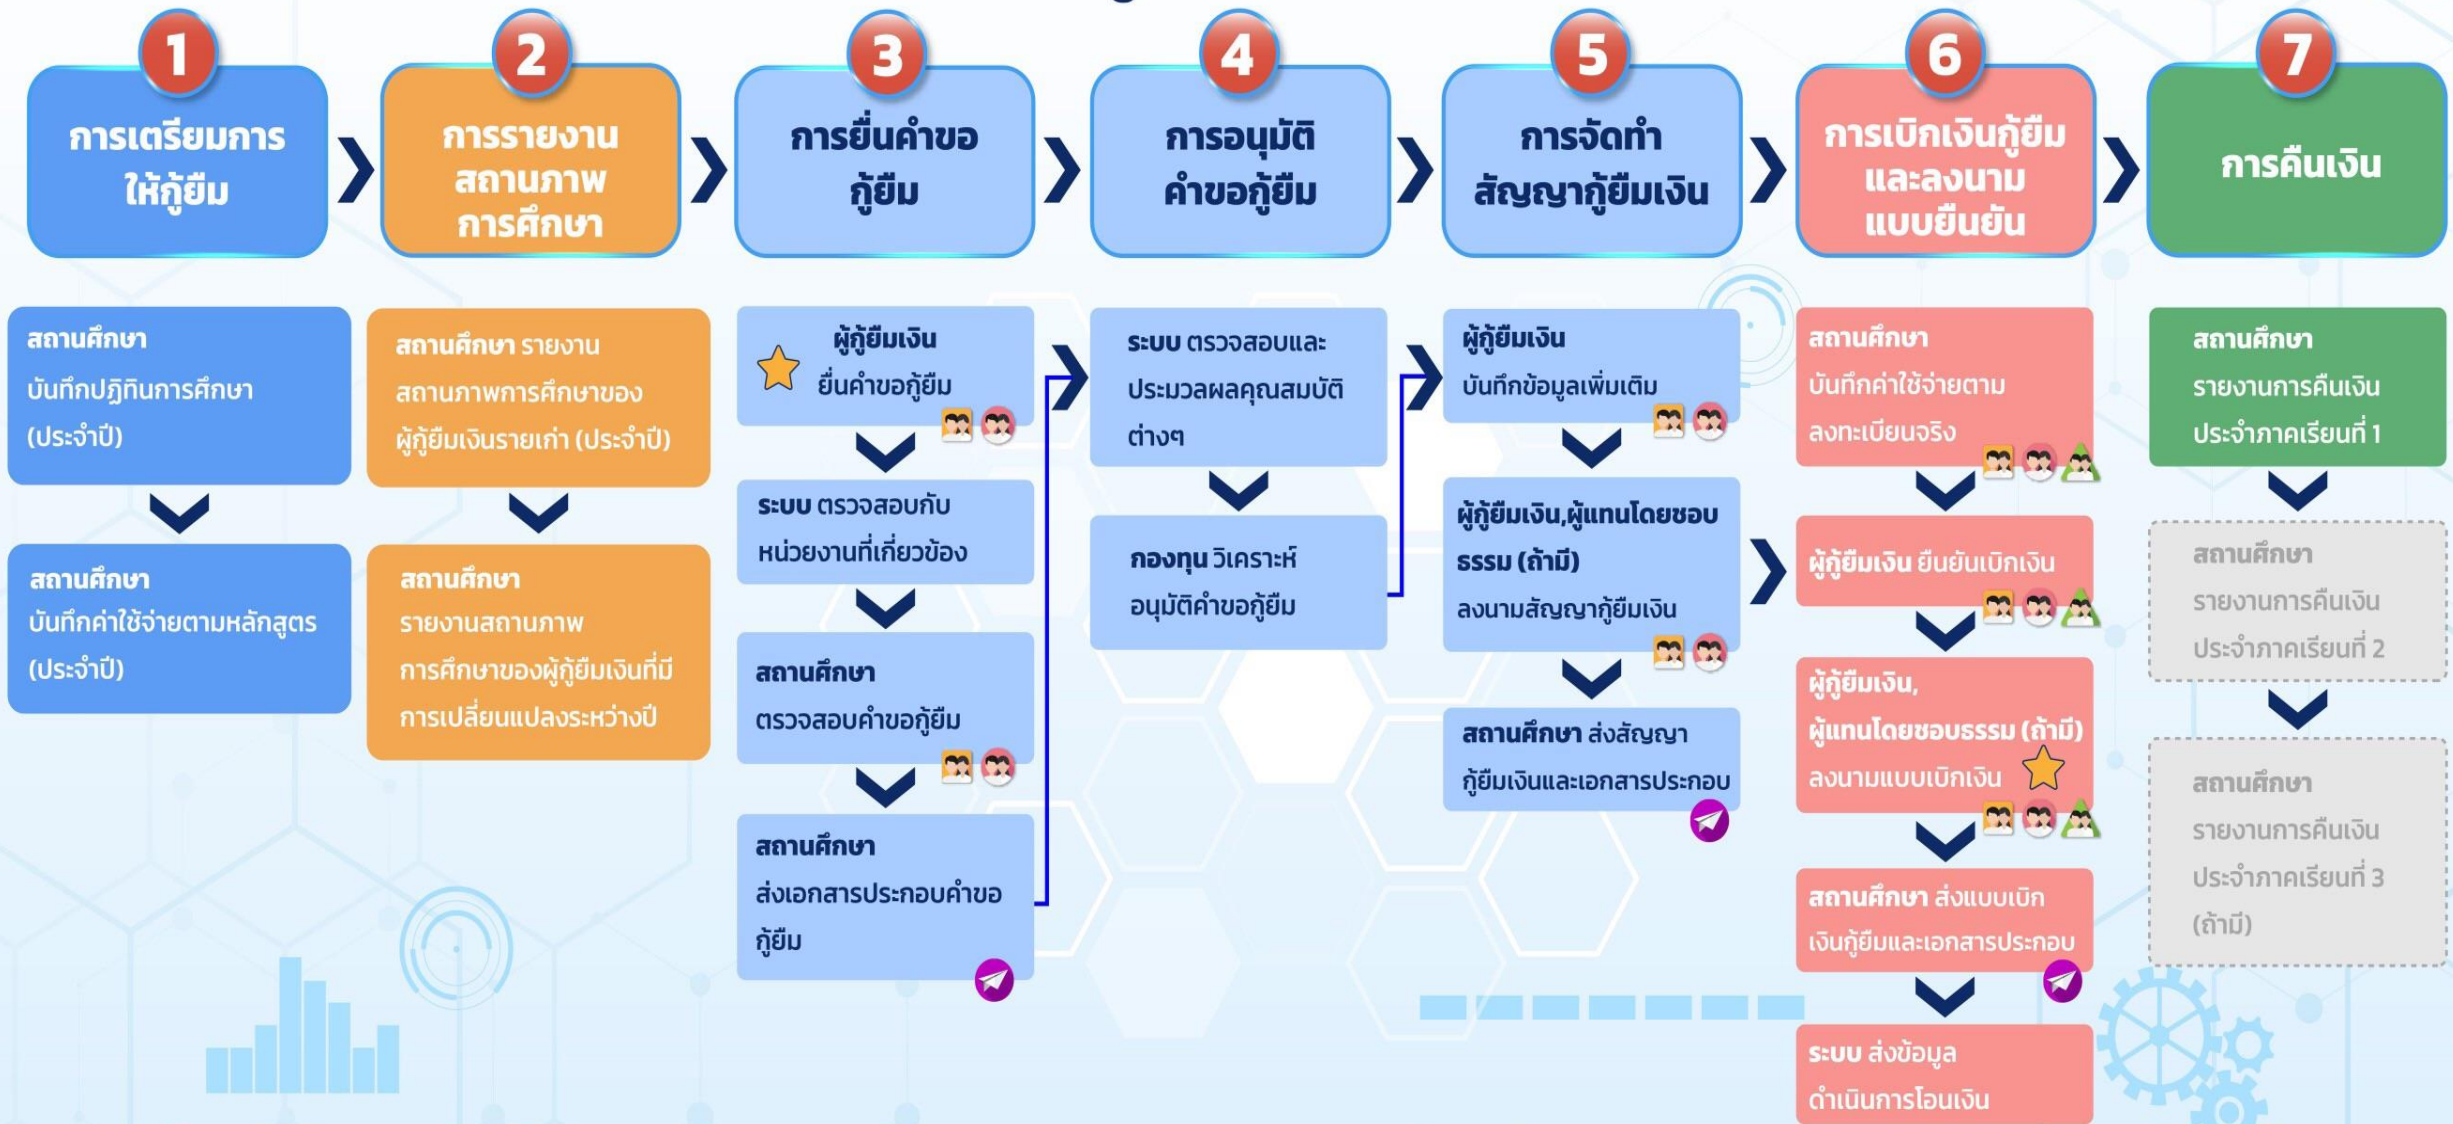 1
การเตรียมการ
ให้กู้ยืม
2
การรายงาน
สถานภาพ
การศึกษา
3
การยื่นคำขอ
กู้ยืม
4
การอนุมัติ
คำขอกู้ยืม
5
การจัดทำ
สัญญากู้ยืมเงิน
6
การเบิกเงินกู้ยืม
และลงนาม
แบบยืนยัน
7
การคืนเงิน
สถานศึกษา
บันทึกปฏิทินการศึกษา
(ประจำปี)
สถานศึกษา
บันทึกค่าใช้จ่ายตามหลักสูตร
(ประจำปี)
สถานศึกษา รายงาน
สถานภาพการศึกษาของ
ผู้กู้ยืมเงินรายเก่า (ประจำปี)
สถานศึกษา
รายงานสถานภาพ
การศึกษาของผู้กู้ยืมเงินที่มี
การเปลี่ยนแปลงระหว่างปี
ผู้กู้ยืมเงิน
ยื่นคำขอกู้ยืม
ระบบ ตรวจสอบกับ
หน่วยงานที่เกี่ยวข้อง
สถานศึกษา
ตรวจสอบคำขอกู้ยืม
สถานศึกษา
ส่งเอกสารประกอบคำขอ
กู้ยืม
ระบบ ตรวจสอบและ
ประมวลผลคุณสมบัติ
ต่างๆ
กองทุน วิเคราะห์
อนุมัติคำขอกู้ยืม
ผู้กู้ยืมเงิน
บันทึกข้อมูลเพิ่มเติม
ผู้กู้ยืมเงิน,ผู้แทนโดยชอบ
ธรรม (ถ้ามี)
ลงนามสัญญากู้ยืมเงิน
สถานศึกษา ส่งสัญญา
กู้ยืมเงินและเอกสารประกอบ
สถานศึกษา
บันทึกค่าใช้จ่ายตาม
ลงทะเบียนจริง
ผู้กู้ยืมเงิน ยืนยันเบิกเงิน
ผู้กู้ยืมเงิน,
ผู้แทนโดยชอบธรรม (ถ้ามี)
ลงนามแบบเบิกเงิน
สถานศึกษา ส่งแบบเบิก
เงินกู้ยืมและเอกสารประกอบ
ระบบ ส่งข้อมูล
ดำเนินการโอนเงิน
สถานศึกษา
รายงานการคืนเงิน
ประจำภาคเรียนที่ 1
สถานศึกษา
รายงานการคืนเงิน
ประจำภาคเรียนที่ 2
สถานศึกษา
รายงานการคืนเงิน
ประจำภาคเรียนที่ 3
(ถ้ามี)